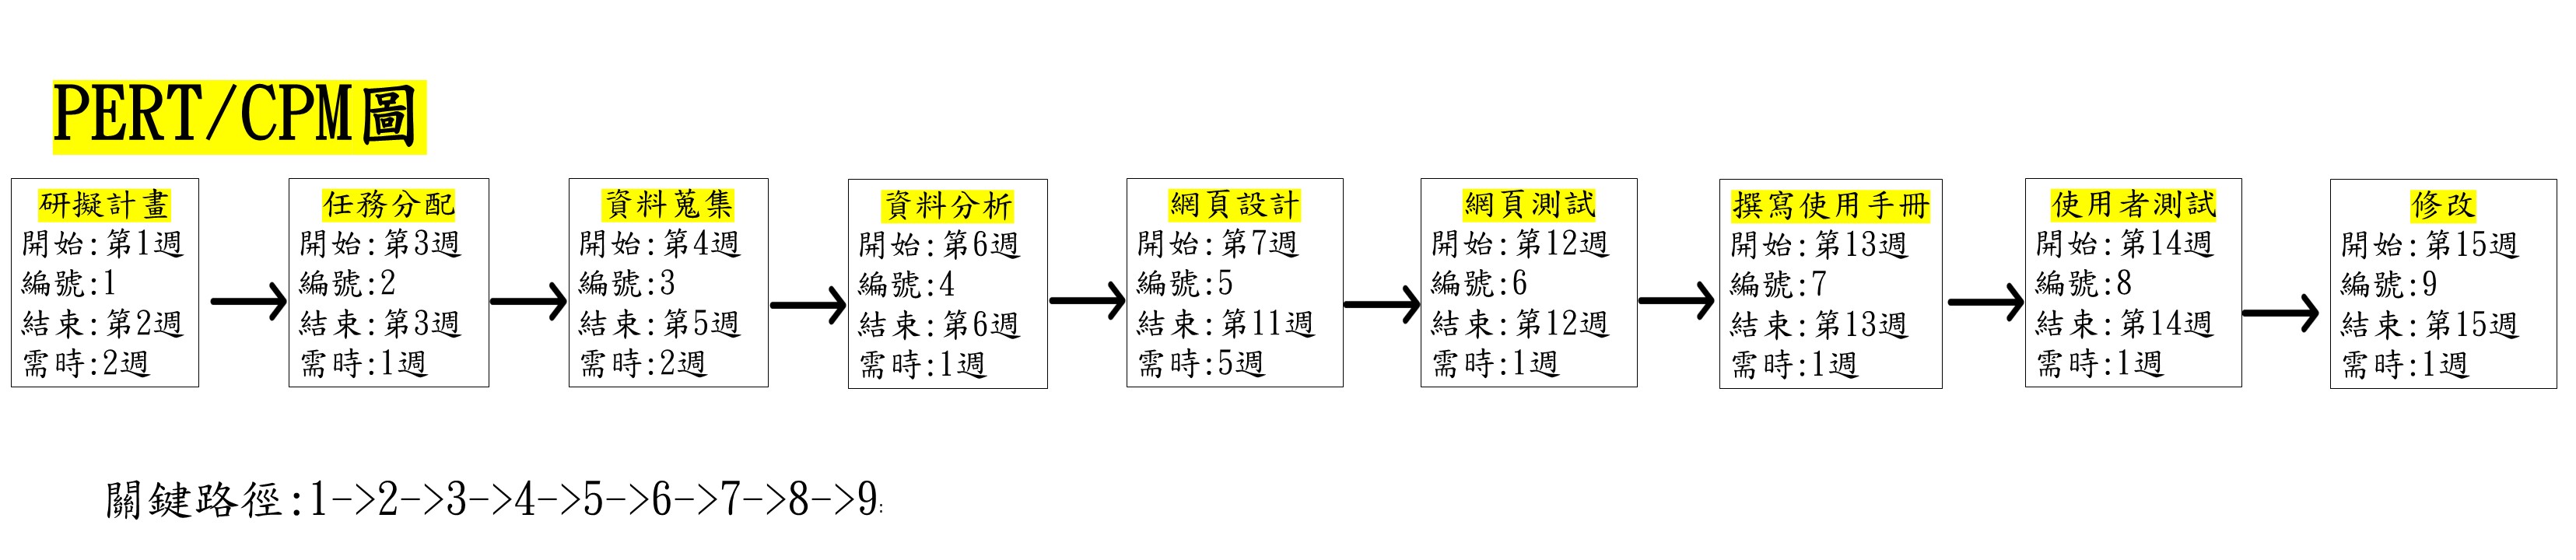 PERT/CPM圖
研擬計畫
開始:第1週
編號:1
結束:第2週
需時:2週
任務分配
開始:第3週
編號:2
結束:第3週
需時:1週
資料蒐集
開始:第4週
編號:3
結束:第5週
需時:2週
資料分析
開始:第6週
編號:4
結束:第6週
需時:1週
網頁設計
開始:第7週
編號:5
結束:第11週
需時:5週
網頁測試
開始:第12週
編號:6
結束:第12週
需時:1週
撰寫使用手冊
開始:第13週
編號:7
結束:第13週
需時:1週
使用者測試
開始:第14週
編號:8
結束:第14週
需時:1週
修改
開始:第15週
編號:9
結束:第15週
需時:1週
關鍵路徑:1->2->3->4->5->6->7->8->9: